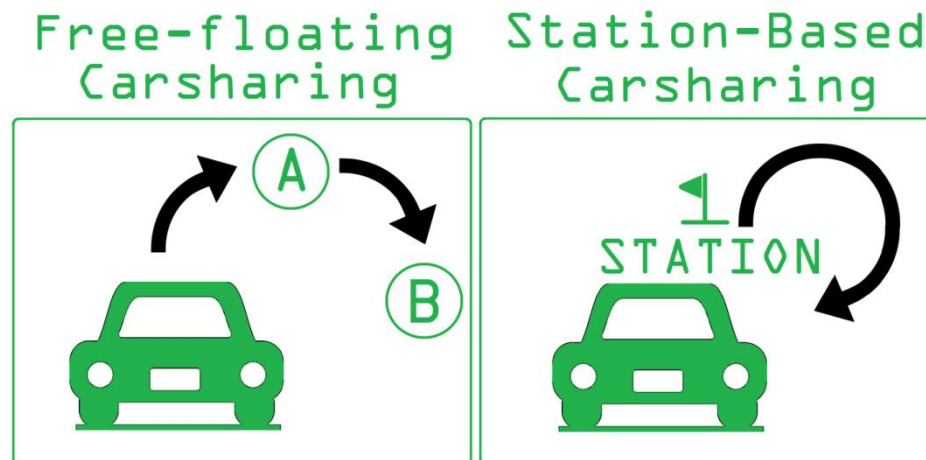 Free-floating
Carsharing
A
B
Station-Based
Carsharing
STATION